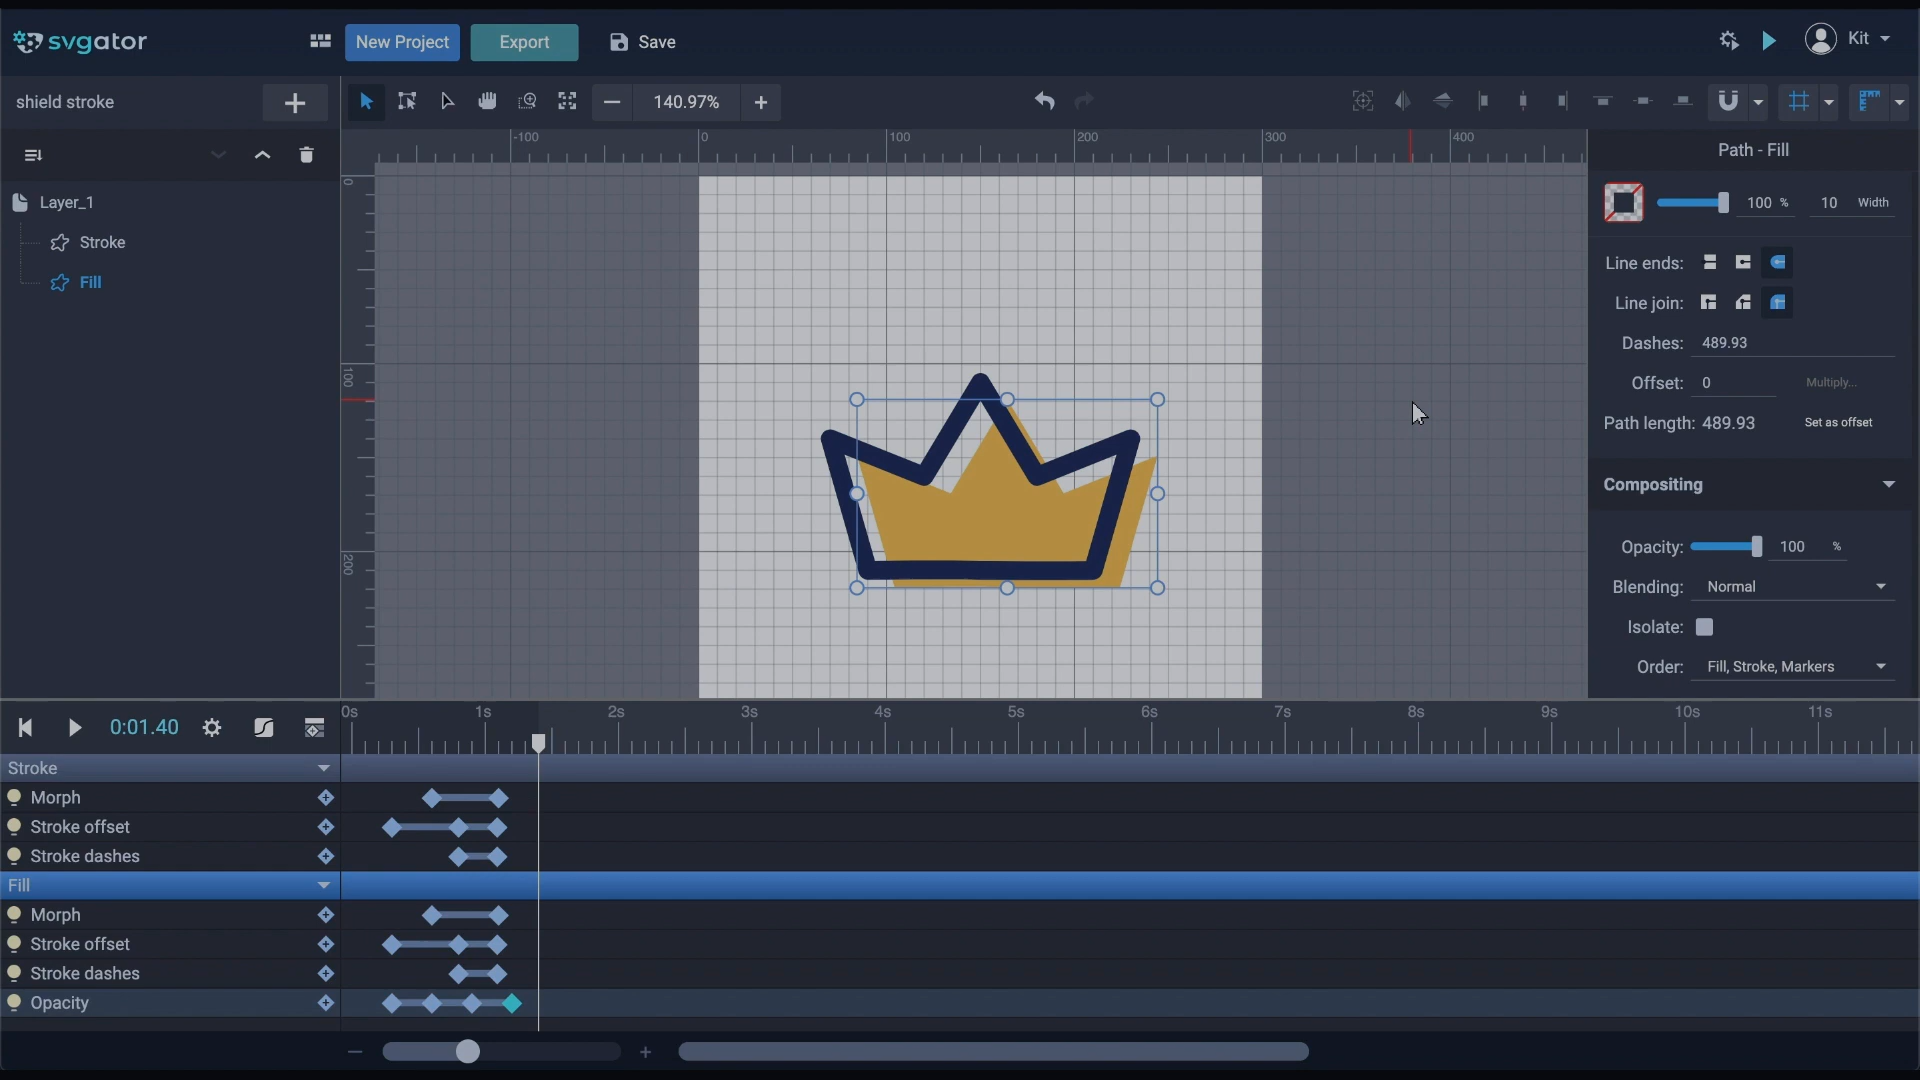 svgator
New Project
Export
Save
Kit
shield stroke
140.97%
-100
0
100
200
300
400
Path - Fill
100 %
10 Width
Layer_1
Stroke
Fill
0
100
200
Line ends:
Line join:
Dashes: 489.93
Offset: 0 Multiply...
Path length: 489.93 Set as offset
Compositing
Opacity: 100 %
Blending: Normal
Isolate:
Order: Fill, Stroke, Markers
0:01.40
0s 1s 2s 3s 4s 5s 6s 7s 8s 9s 10s 11s
Stroke
Morph
Stroke offset
Stroke dashes
Fill
Morph
Stroke offset
Stroke dashes
Opacity